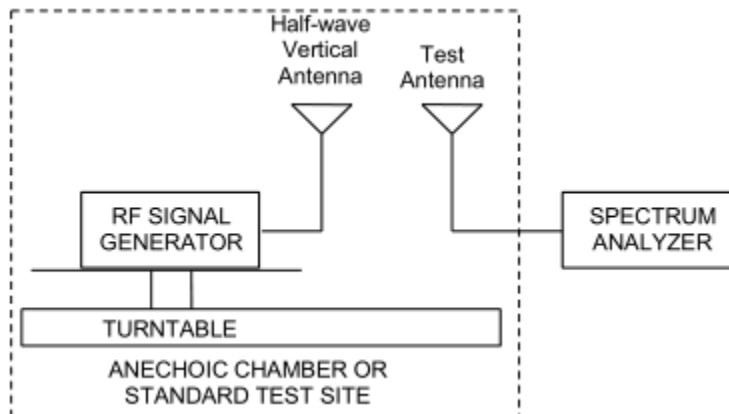 Half-wave
Vertical
Antenna
Test
Antenna
RF SIGNAL
GENERATOR
SPECTRUM
ANALYZER
TURNTABLE
ANECHOIC CHAMBER OR
STANDARD TEST SITE